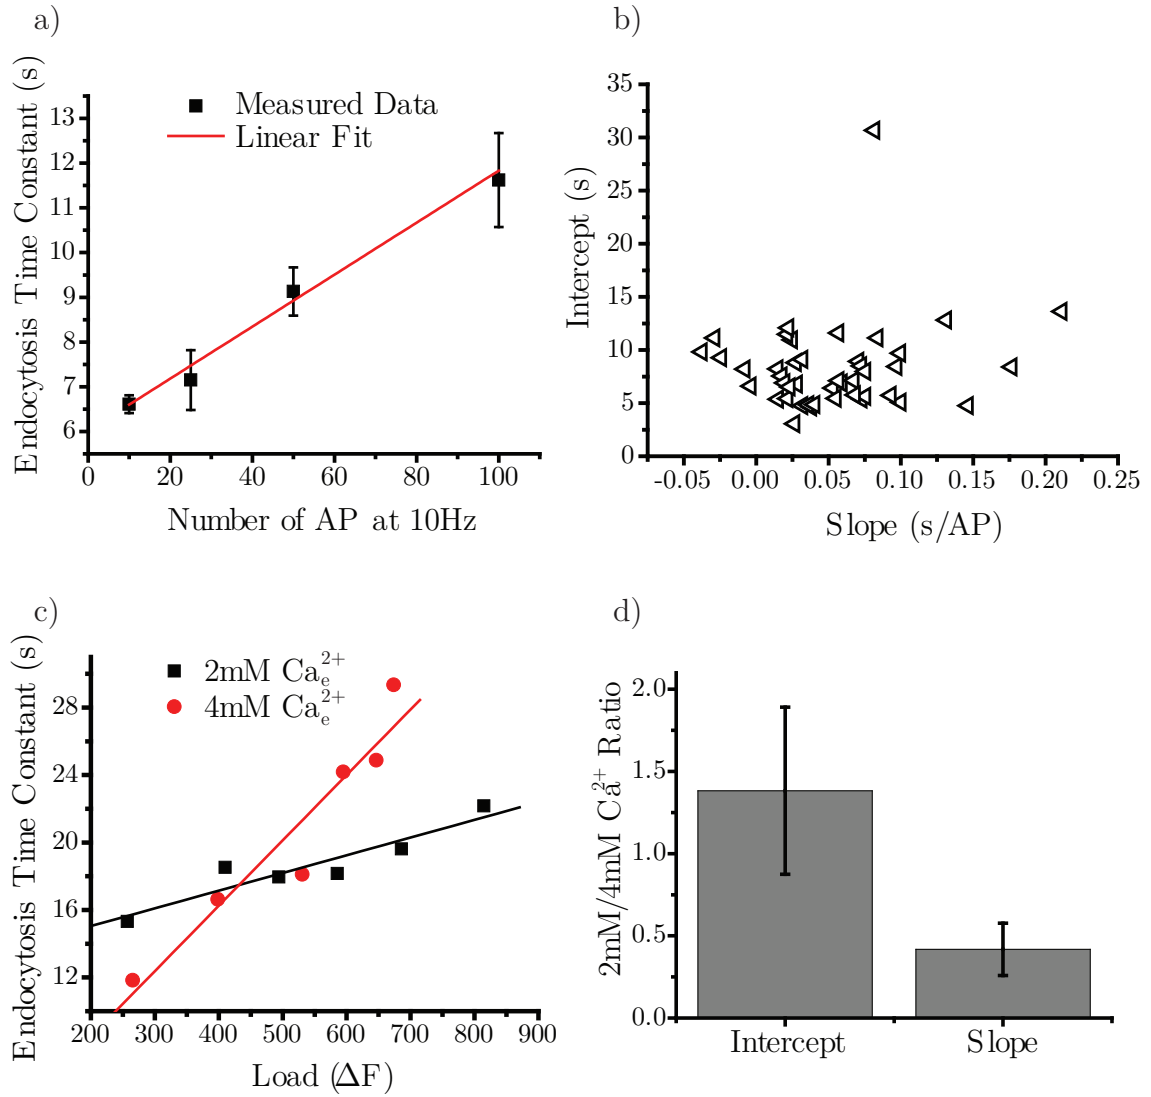 a)
Endocytosis Time Constant (s)
13
12
11
10
9
8
7
6
Measured Data
Linear Fit
0 20 40 60 80 100
Number of AP at 10Hz
b)
Intercept (s)
35
30
25
20
15
10
5
0
-0.05 0.00 0.05 0.10 0.15 0.20 0.25
Slope (s/AP)
c)
Endocytosis Time Constant (s)
28
24
20
16
12
2mM Ca²⁺ₑ
4mM Ca²⁺ₑ
200 300 400 500 600 700 800 900
Load (ΔF)
d)
2mM/4mM Ca²⁺ Ratio
2.0
1.5
1.0
0.5
0.0
Intercept Slope